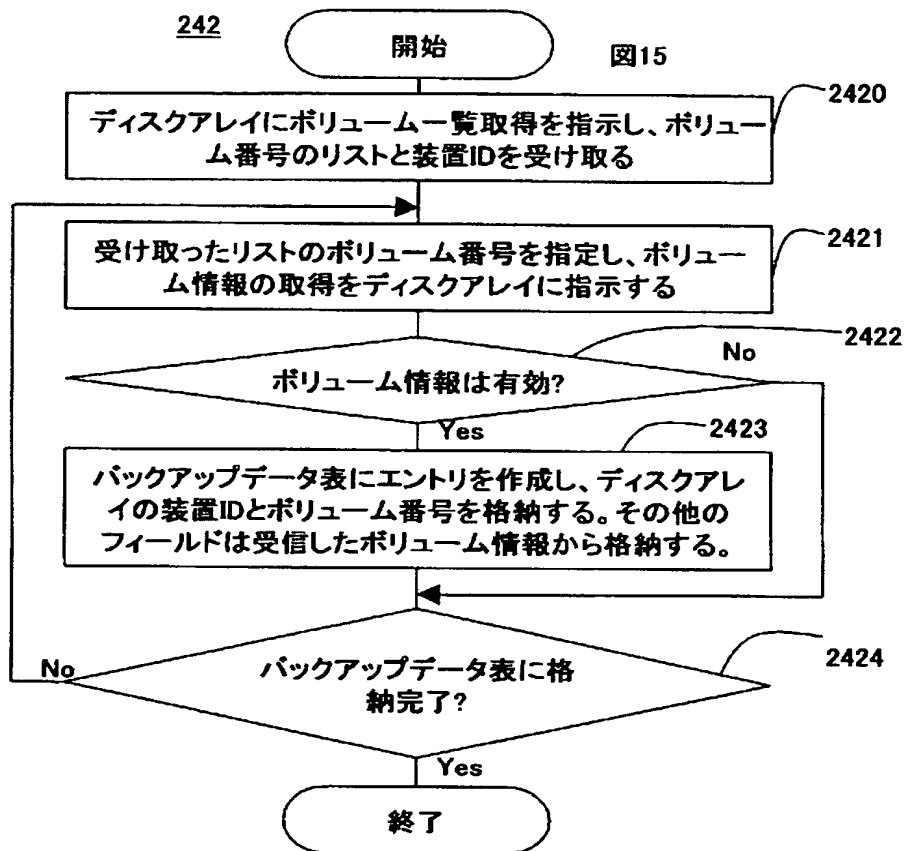 242
開始
図15
2420
ディスクアレイにボリューム一覧取得を指示し、ボリュー
ム番号のリストと装置IDを受け取る
2421
受け取ったリストのボリューム番号を指定し、ボリュー
ム情報の取得をディスクアレイに指示する
2422
No
ボリューム情報は有効?
Yes
2423
バックアップデータ表にエントリを作成し、ディスクアレ
イの装置IDとボリューム番号を格納する。その他の
フィールドは受信したボリューム情報から格納する。
No
2424
バックアップデータ表に格
納完了?
Yes
終了